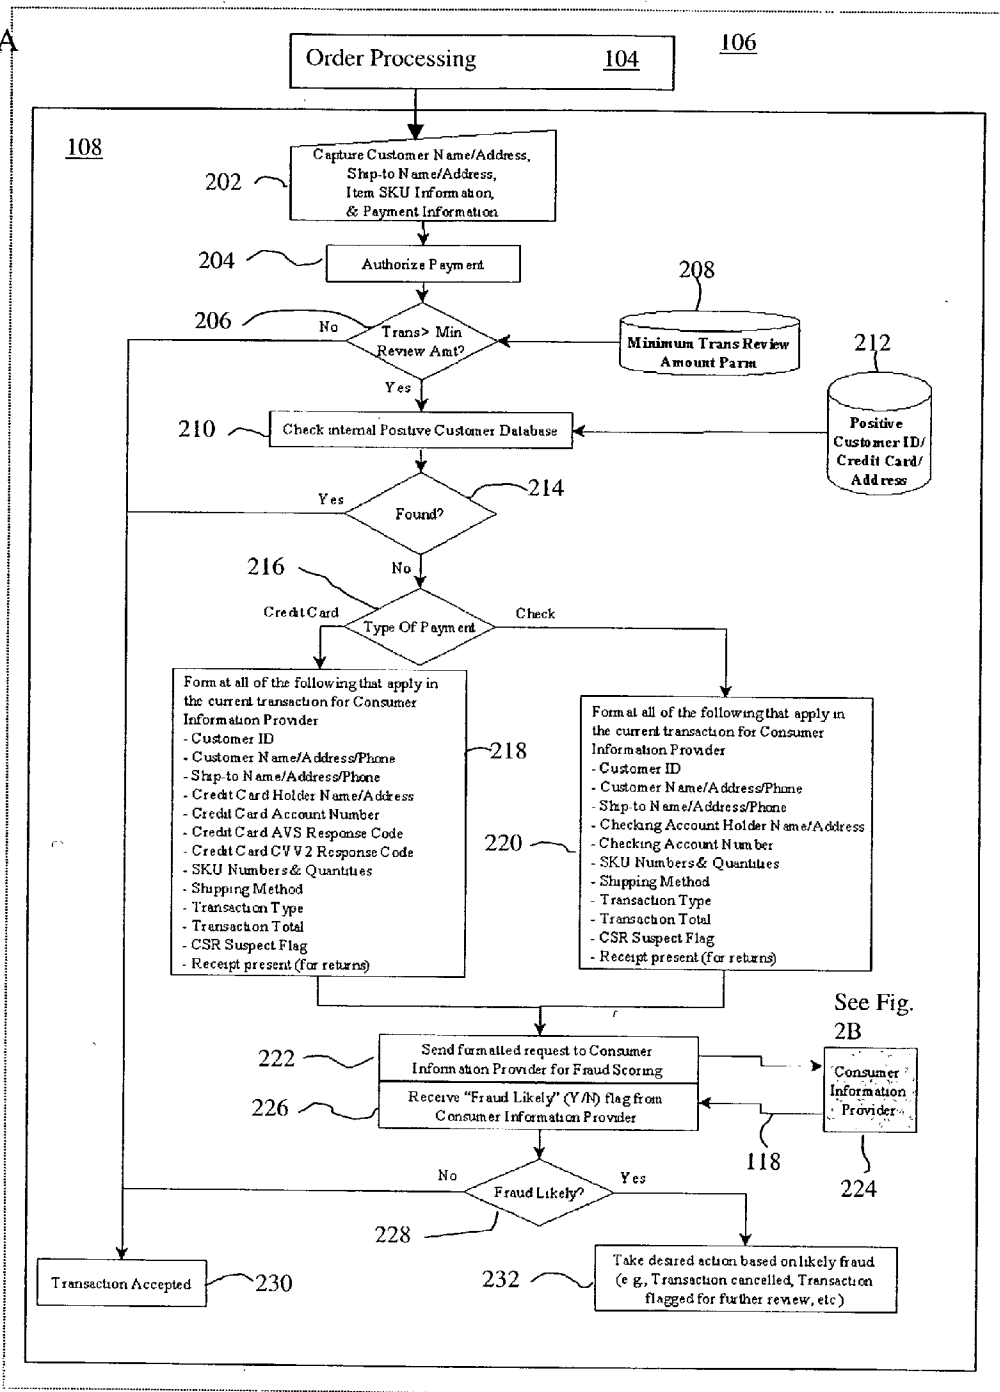 A
106
Order Processing 104
108
Capture Customer Name/Address,
Ship-to Name/Address,
Item SKU Information,
& Payment Information
202
204
Authorize Payment
208
206
No
Trans> Min
Review Amt?
Minimum Trans Review
Amount Parm
212
Yes
210
Check internal Positive Customer Database
Positive
Customer ID/
Credit Card/
Address
Yes
214
Found?
No
216
Credit Card
Type Of Payment
Check
Format all of the following that apply in
the current transaction for Consumer
Information Provider
- Customer ID
- Customer Name/Address/Phone
- Ship-to Name/Address/Phone
- Credit Card Holder Name/Address
- Credit Card Account Number
- Credit Card AVS Response Code
- Credit Card CVV2 Response Code
- SKU Numbers & Quantities
- Shipping Method
- Transaction Type
- Transaction Total
- CSR Suspect Flag
- Receipt present (for returns)
218
Format all of the following that apply in
the current transaction for Consumer
Information Provider
- Customer ID
- Customer Name/Address/Phone
- Ship-to Name/Address/Phone
- Checking Account Holder Name/Address
- Checking Account Number
- SKU Numbers & Quantities
- Shipping Method
- Transaction Type
- Transaction Total
- CSR Suspect Flag
- Receipt present (for returns)
220
See Fig.
2B
222
Send formatted request to Consumer
Information Provider for Fraud Scoring
Consumer
Information
Provider
226
Receive "Fraud Likely" (Y/N) flag from
Consumer Information Provider
118
224
No
Fraud Likely?
Yes
228
Transaction Accepted
230
232
Take desired action based on likely fraud
(e g, Transaction cancelled, Transaction
flagged for further review, etc)